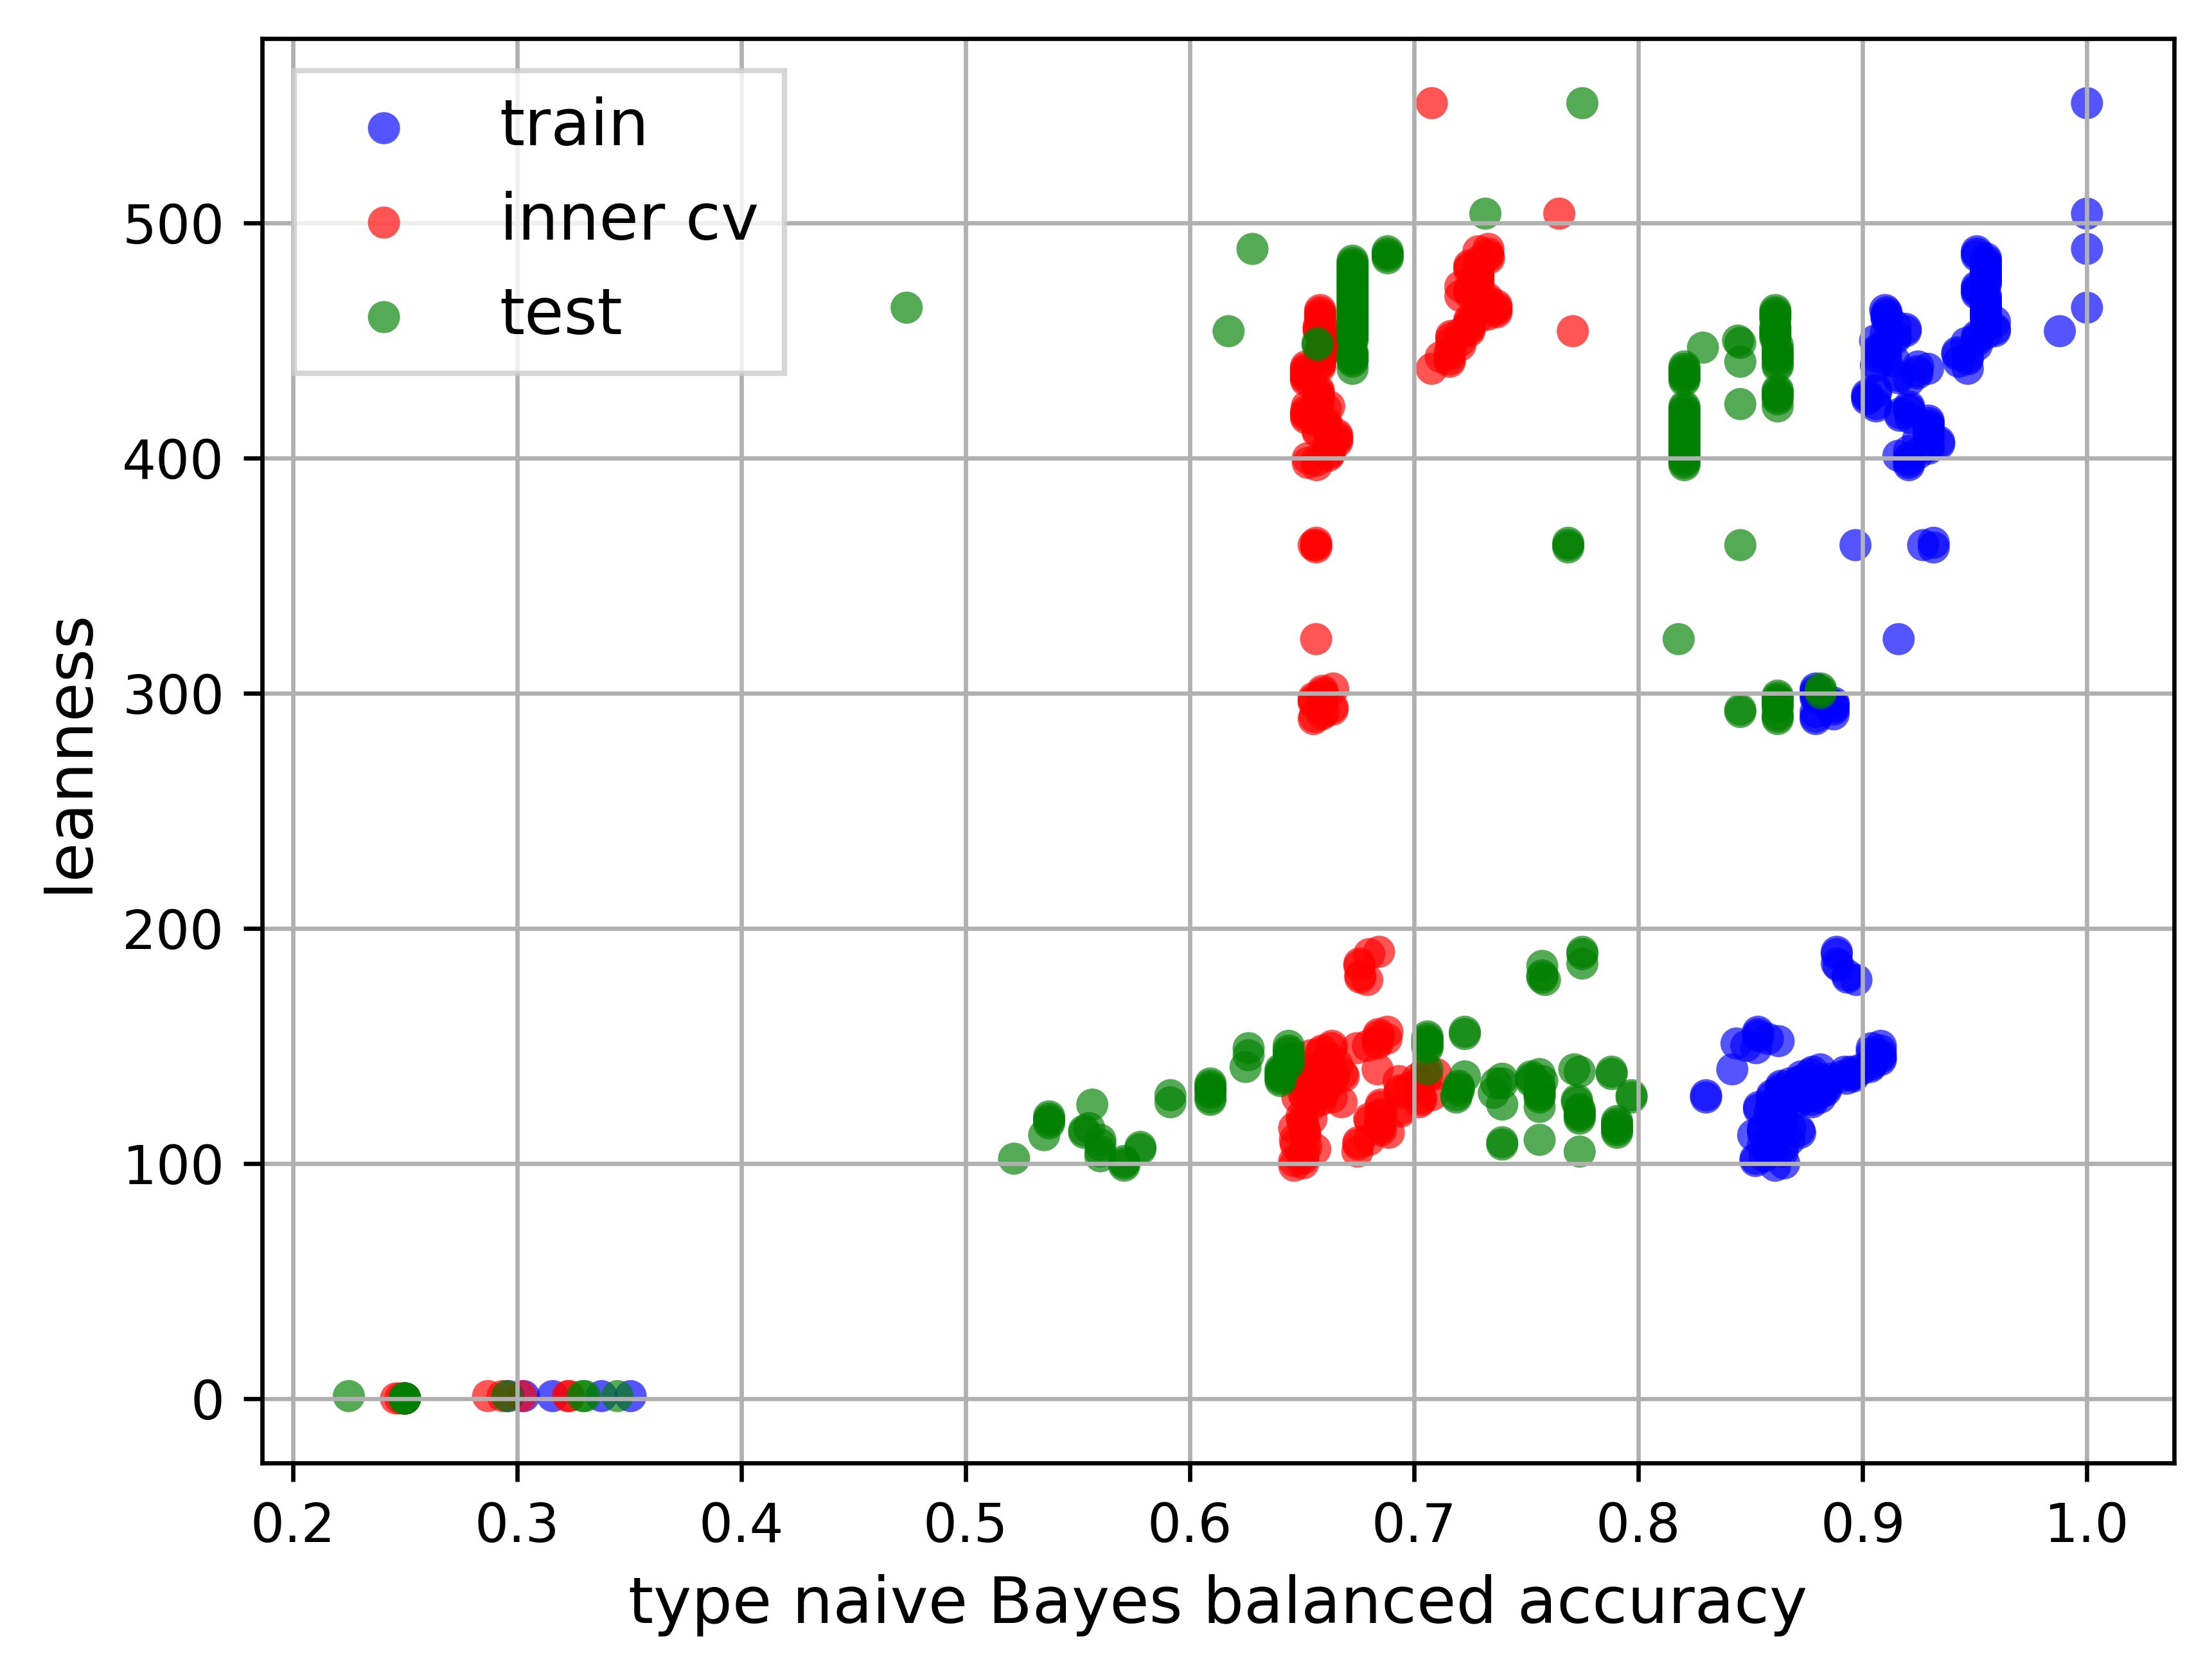 train
inner cv
test
500
400
300
200
100
0
leanness
0.2 0.3 0.4 0.5 0.6 0.7 0.8 0.9 1.0
type naive Bayes balanced accuracy